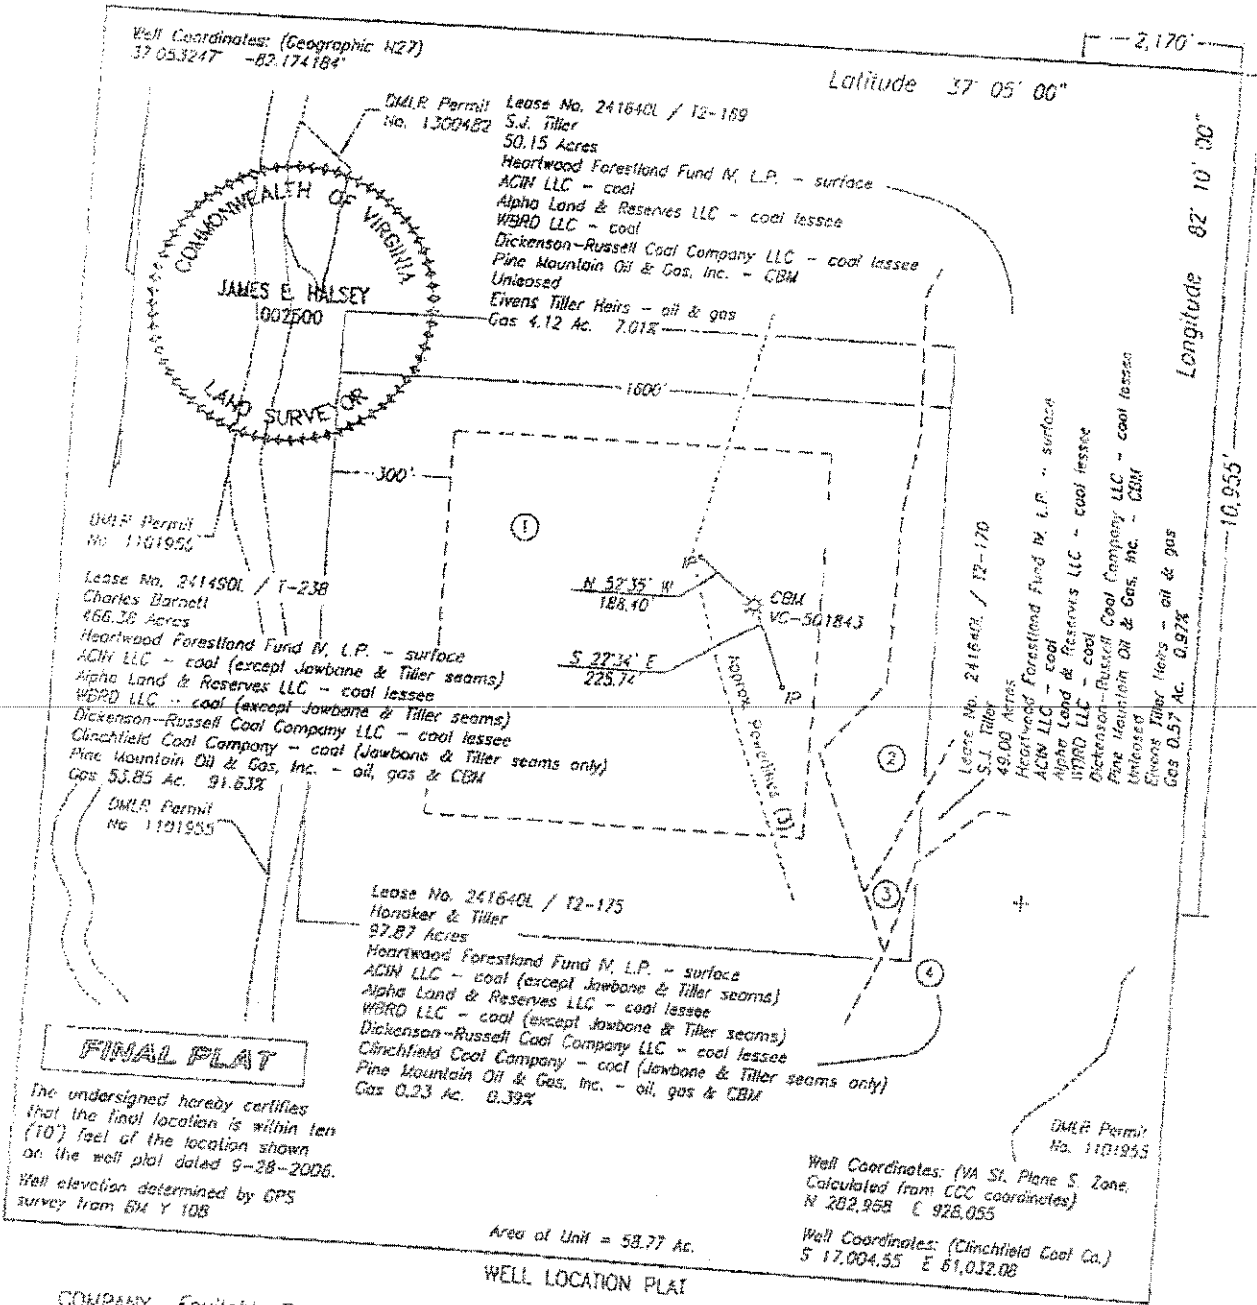 Well Coordinates: (Geographic N27)
37.053247 -82.174184°
2,170'
Latitude 37° 05' 00"
Longitude 82° 10' 00"
10,955'
DMLR Permit
No. 1300482
Lease No. 241640L / T2-169
S.J. Tiller
50.15 Acres
Heartwood Forestland Fund IV, L.P. - surface
ACIN LLC - coal
Alpha Land & Reserves LLC - coal lessee
WBRD LLC - coal
Dickenson-Russell Coal Company LLC - coal lessee
Pine Mountain Oil & Gas, Inc. - CBM
Unleased
Eivens Tiller Heirs - oil & gas
Gas 4.12 Ac. 7.01%
COMMONWEALTH OF VIRGINIA
JAMES E. HALSEY
002500
LAND SURVEYOR
1600'
300'
1
DMLR Permit
No. 1101955
Lease No. 241490L / T-238
Charles Barnett
466.36 Acres
Heartwood Forestland Fund IV, L.P. - surface
ACIN LLC - coal (except Jawbone & Tiller seams)
Alpha Land & Reserves LLC - coal lessee
WBRD LLC - coal (except Jawbone & Tiller seams)
Dickenson-Russell Coal Company LLC - coal lessee
Clinchfield Coal Company - coal (Jawbone & Tiller seams only)
Pine Mountain Oil & Gas, Inc. - oil, gas & CBM
Gas 53.85 Ac. 91.63%
DMLR Permit
No 1101955
IP
N 52°35' W
188.40'
CBM
VC-501843
S 22°34' E
225.74'
IP
Approx. Powerlines (3)
2
Lease No. 241640L / T2-170
S.J. Tiller
49.00 Acres
Heartwood Forestland Fund IV, L.P. - surface
ACIN LLC - coal
Alpha Land & Reserves LLC - coal lessee
WBRD LLC - coal
Dickenson-Russell Coal Company LLC - coal lessee
Pine Mountain Oil & Gas, Inc. - CBM
Unleased
Eivens Tiller Heirs - oil & gas
Gas 0.57 Ac. 0.97%
3
4
Lease No. 241640L / T2-175
Honaker & Tiller
97.87 Acres
Heartwood Forestland Fund IV, L.P. - surface
ACIN LLC - coal (except Jawbone & Tiller seams)
Alpha Land & Reserves LLC - coal lessee
WBRD LLC - coal (except Jawbone & Tiller seams)
Dickenson-Russell Coal Company LLC - coal lessee
Clinchfield Coal Company - coal (Jawbone & Tiller seams only)
Pine Mountain Oil & Gas, Inc. - oil, gas & CBM
Gas 0.23 Ac. 0.39%
FINAL PLAT
The undersigned hereby certifies
that the final location is within ten
(10') feet of the location shown
on the well plat dated 9-28-2006.
Well elevation determined by GPS
survey from BM Y 108
DMLR Permit
No. 1101955
Well Coordinates: (VA St. Plane S. Zone,
Calculated from CCC coordinates)
N 282,958 E 928,055
Well Coordinates: (Clinchfield Coal Co.)
S 17,004.55 E 61,032.08
Area of Unit = 58.77 Ac.
WELL LOCATION PLAT
COMPANY Equitable